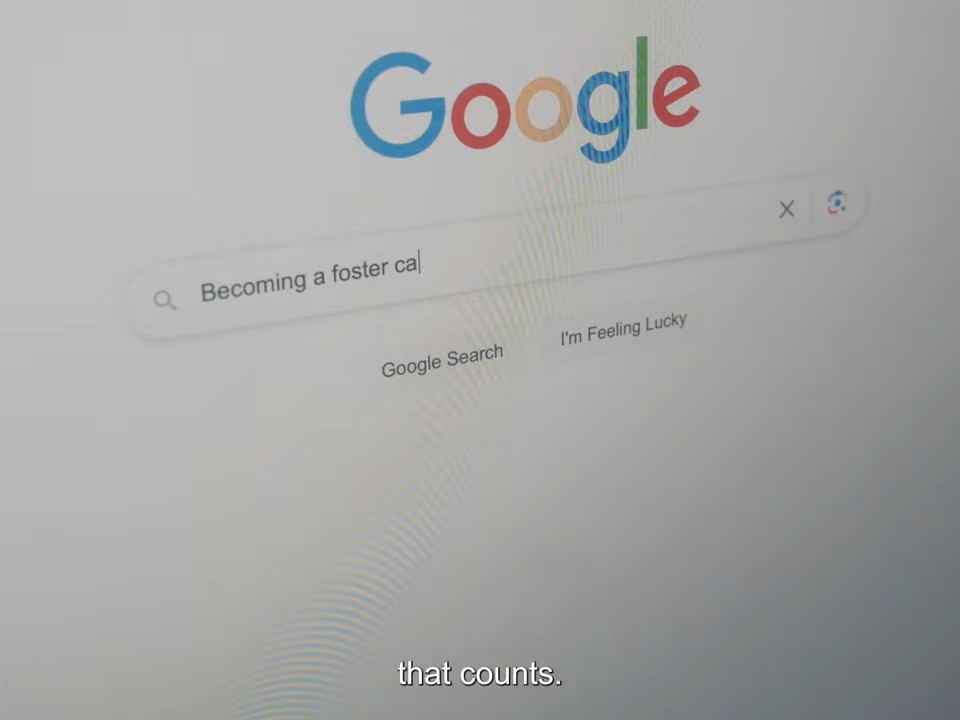 Google
Becoming a foster ca
Google Search
I'm Feeling Lucky
that counts.